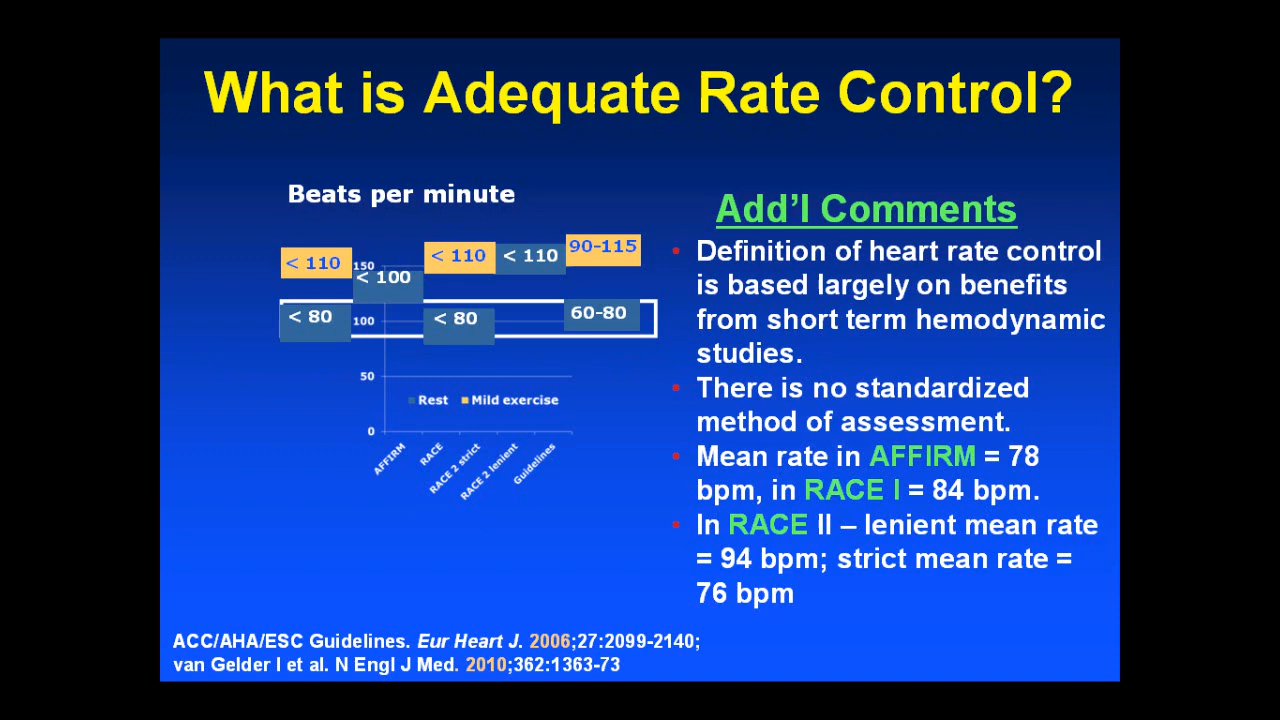 What is Adequate Rate Control?
Beats per minute
< 110
< 100
< 110
< 110
90-115
< 80
< 80
60-80
150
100
50
0
Rest
Mild exercise
AFFIRM
RACE
RACE 2 strict
RACE 2 lenient
Guidelines
Add’l Comments
• Definition of heart rate control
is based largely on benefits
from short term hemodynamic
studies.
• There is no standardized
method of assessment.
• Mean rate in AFFIRM = 78
bpm, in RACE I = 84 bpm.
• In RACE II – lenient mean rate
= 94 bpm; strict mean rate =
76 bpm
ACC/AHA/ESC Guidelines. Eur Heart J. 2006;27:2099-2140;
van Gelder I et al. N Engl J Med. 2010;362:1363-73